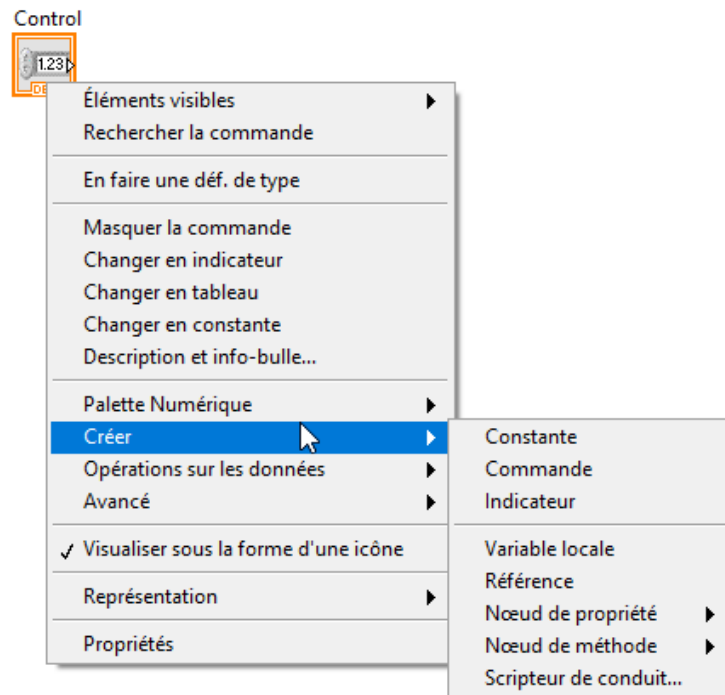 Control
1.23
Éléments visibles
Rechercher la commande
En faire une déf. de type
Masquer la commande
Changer en indicateur
Changer en tableau
Changer en constante
Description et info-bulle...
Palette Numérique
Créer
Opérations sur les données
Avancé
Visualiser sous la forme d'une icône
Représentation
Propriétés
Constante
Commande
Indicateur
Variable locale
Référence
Nœud de propriété
Nœud de méthode
Scripteur de conduit...